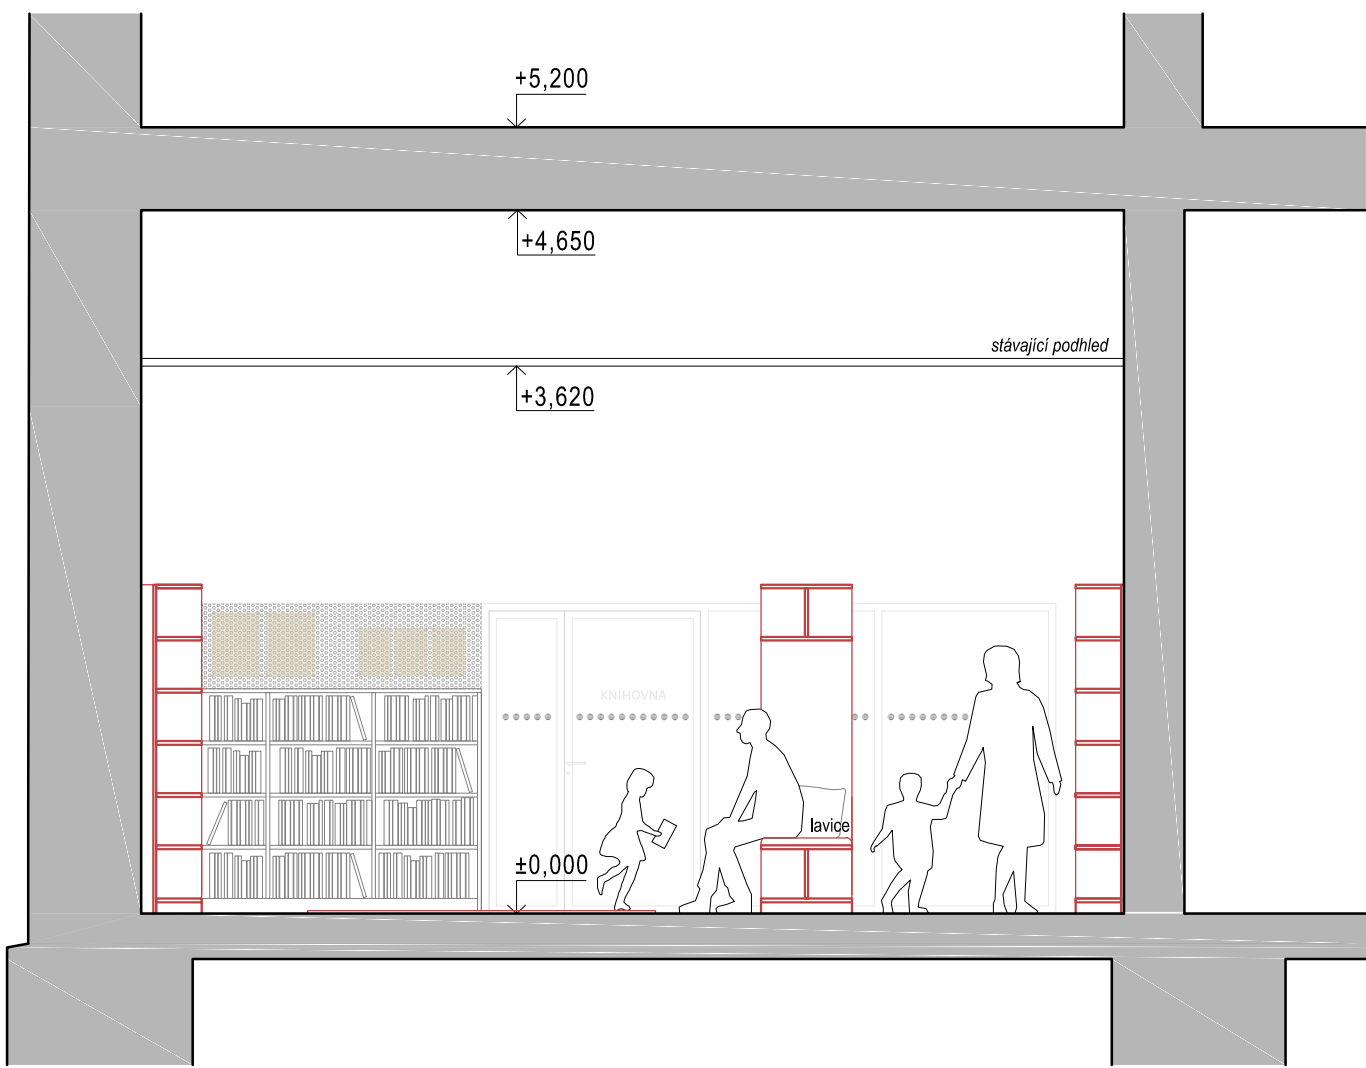 +5,200
+4,650
stávající podhled
+3,620
KNIHOVNA
lavice
±0,000